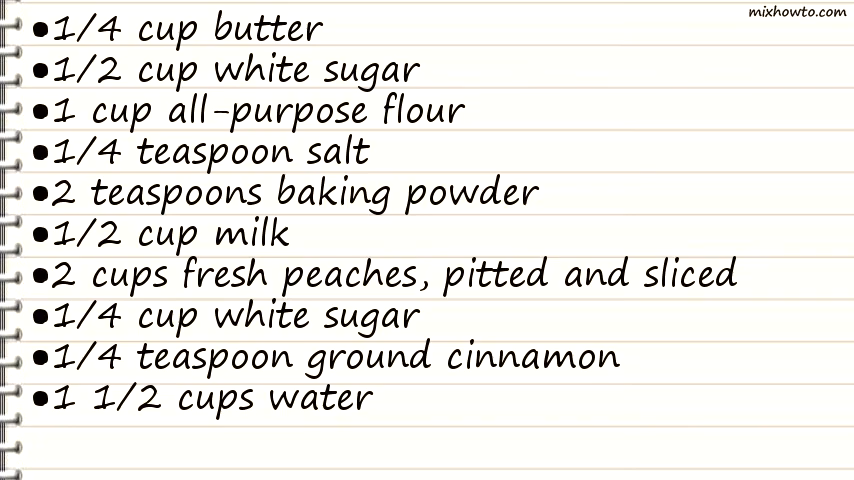 mixhowto.com
•1/4 cup butter
•1/2 cup white sugar
•1 cup all-purpose flour
•1/4 teaspoon salt
•2 teaspoons baking powder
•1/2 cup milk
•2 cups fresh peaches, pitted and sliced
•1/4 cup white sugar
•1/4 teaspoon ground cinnamon
•1 1/2 cups water